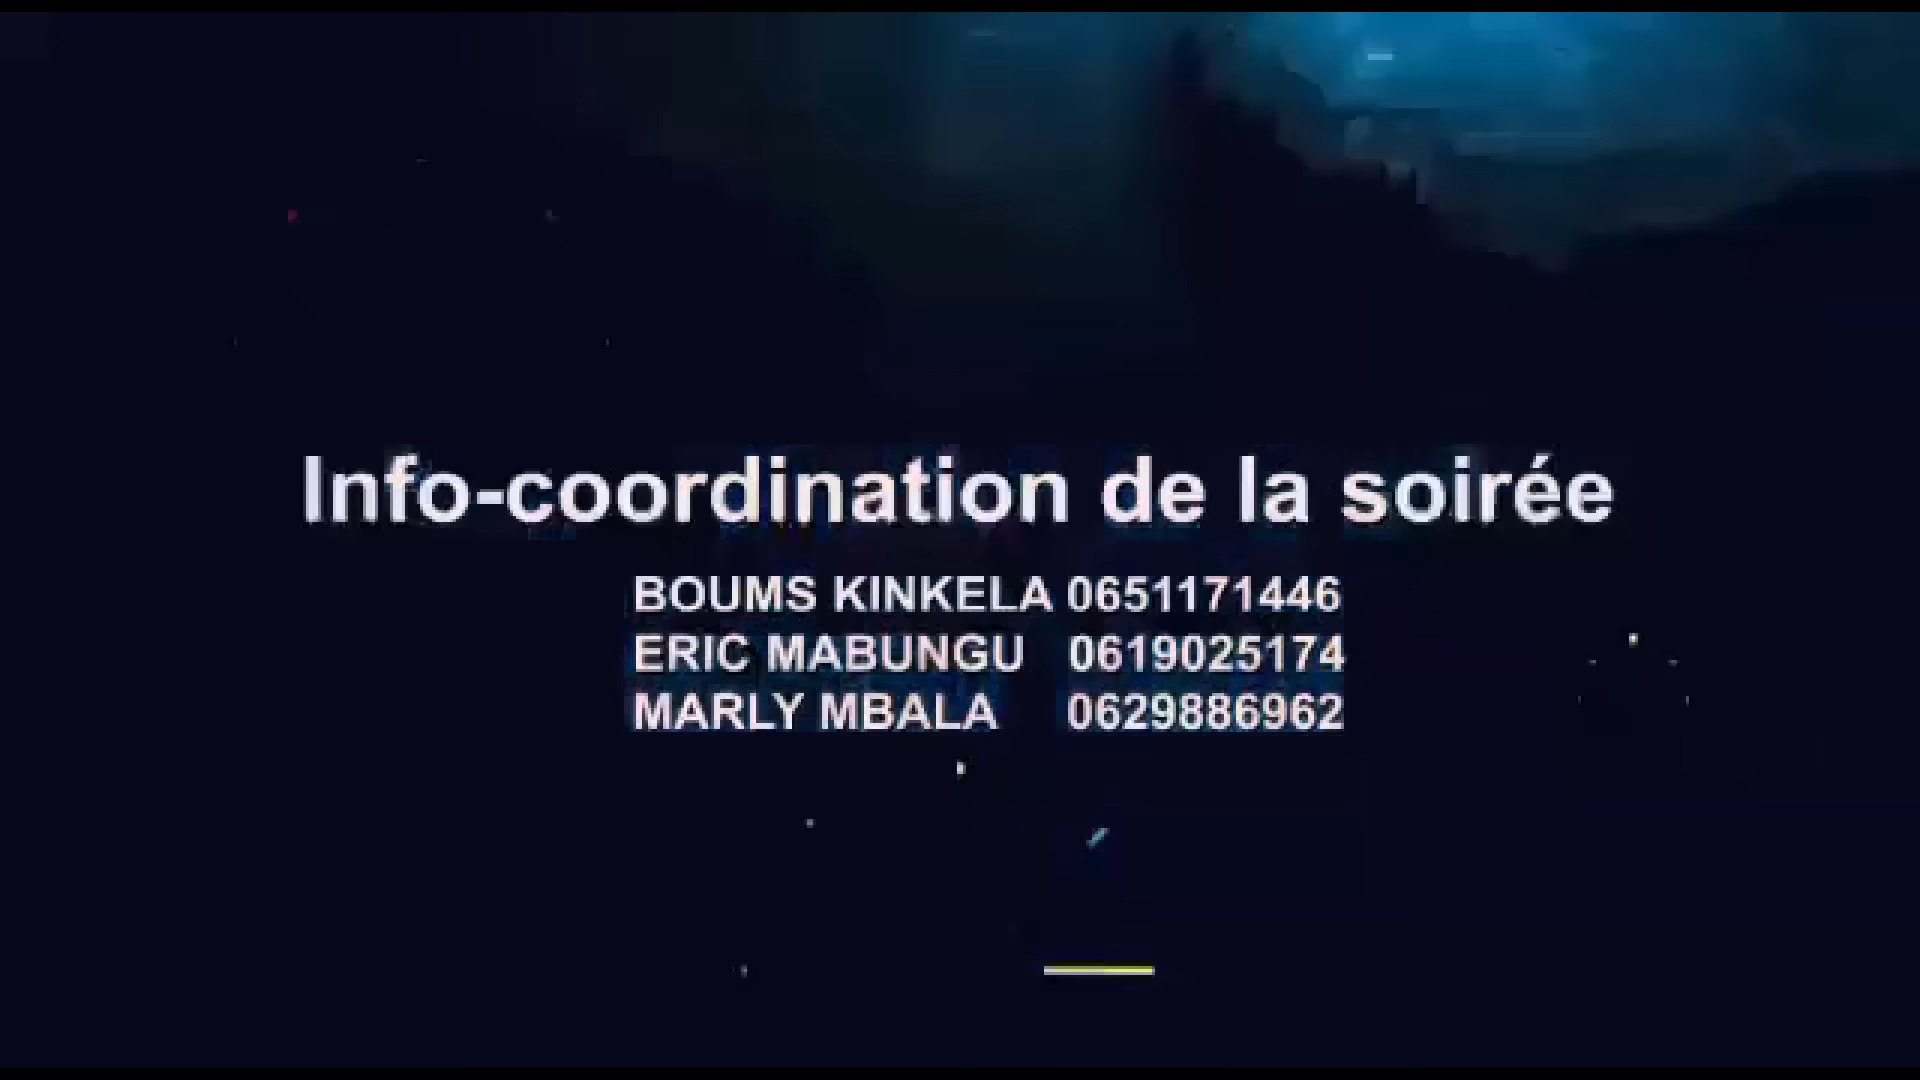 Info-coordination de la soirée
BOUMS KINKELA 0651171446
ERIC MABUNGU 0619025174
MARLY MBALA 0629886962